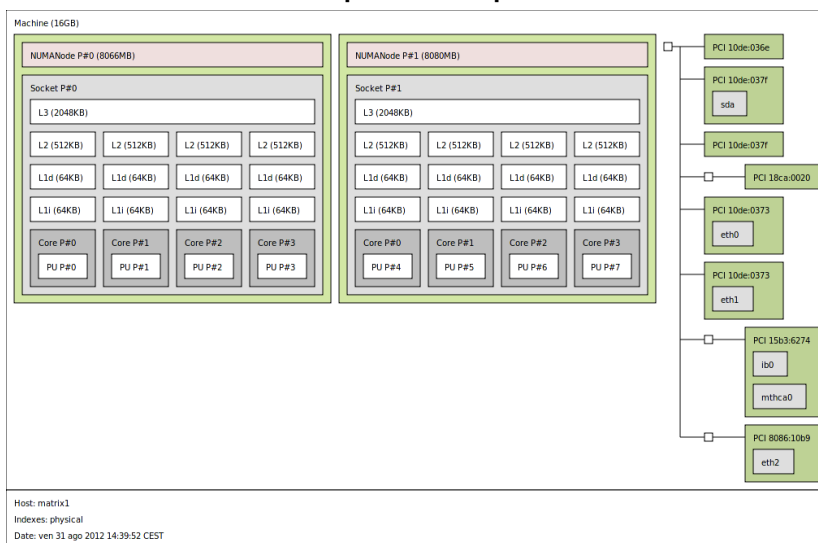 Machine (16GB)
NUMANode P#0 (8066MB)
Socket P#0
L3 (2048KB)
L2 (512KB) L2 (512KB) L2 (512KB) L2 (512KB)
L1d (64KB) L1d (64KB) L1d (64KB) L1d (64KB)
L1i (64KB) L1i (64KB) L1i (64KB) L1i (64KB)
Core P#0 Core P#1 Core P#2 Core P#3
PU P#0 PU P#1 PU P#2 PU P#3
NUMANode P#1 (8080MB)
Socket P#1
L3 (2048KB)
L2 (512KB) L2 (512KB) L2 (512KB) L2 (512KB)
L1d (64KB) L1d (64KB) L1d (64KB) L1d (64KB)
L1i (64KB) L1i (64KB) L1i (64KB) L1i (64KB)
Core P#0 Core P#1 Core P#2 Core P#3
PU P#4 PU P#5 PU P#6 PU P#7
PCI 10de:036e
PCI 10de:037f
sda
PCI 10de:037f
PCI 18ca:0020
PCI 10de:0373
eth0
PCI 10de:0373
eth1
PCI 15b3:6274
ib0
mthca0
PCI 8086:10b9
eth2
Host: matrix1
Indexes: physical
Date: ven 31 ago 2012 14:39:52 CEST